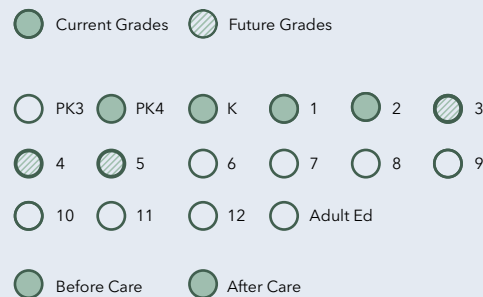 Current Grades Future Grades
PK3 PK4 K 1 2 3
4 5 6 7 8 9
10 11 12 Adult Ed
Before Care After Care